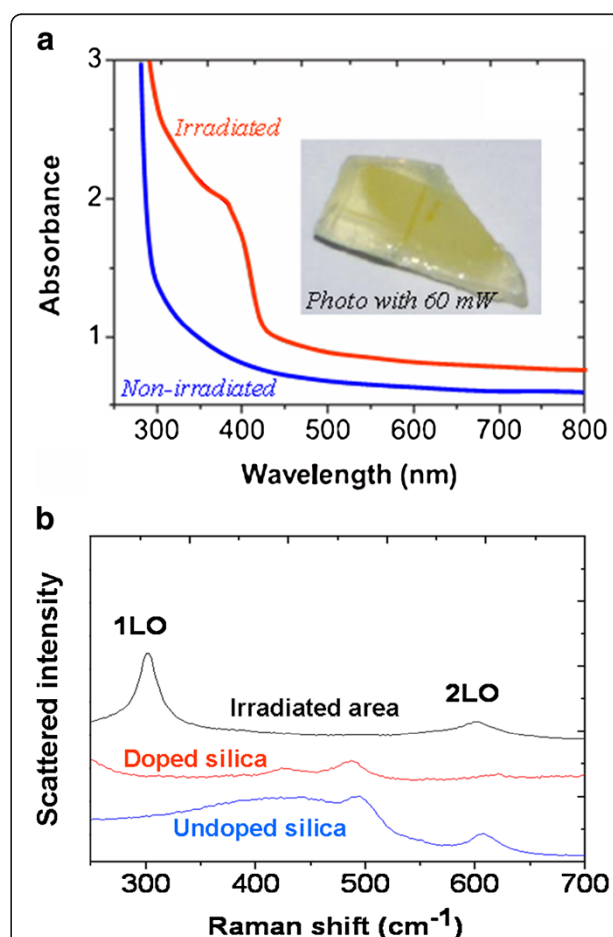 a
3
2
1
Absorbance
Irradiated
Photo with 60 mW
Non-irradiated
300 400 500 600 700 800
Wavelength (nm)
b
Scattered intensity
1LO
2LO
Irradiated area
Doped silica
Undoped silica
300 400 500 600 700
Raman shift (cm⁻¹)